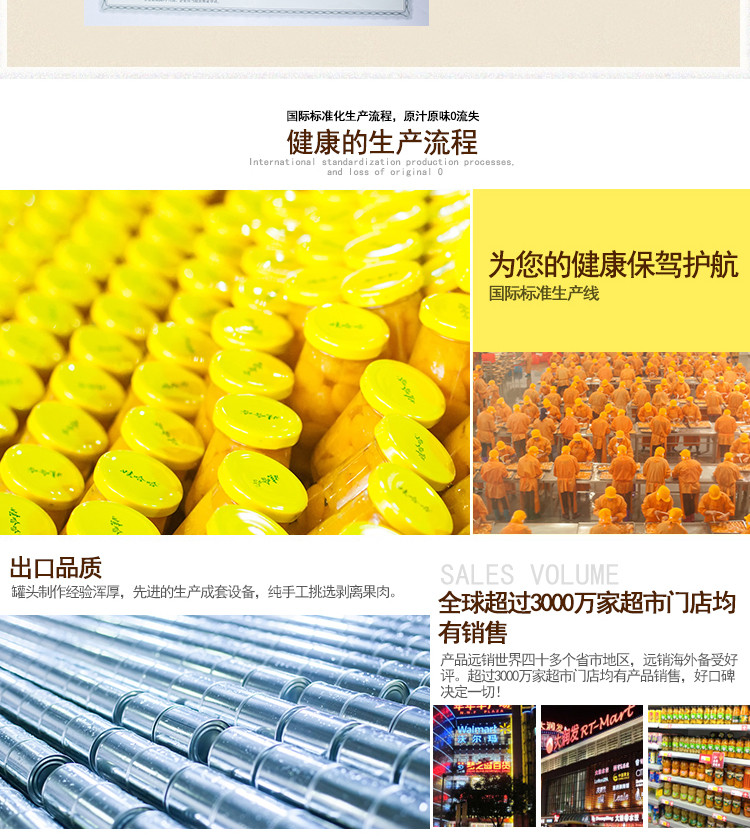 国际标准化生产流程，原汁原味0流失
健康的生产流程
International standardization production processes,
and loss of original 0
为您的健康保驾护航
国际标准生产线
出口品质
罐头制作经验浑厚，先进的生产成套设备，纯手工挑选剥离果肉。
SALES VOLUME
全球超过3000万家超市门店均
有销售
产品远销世界四十多个省市地区，远销海外备受好
评。超过3000万家超市门店均有产品销售，好口碑
决定一切！
Walmart
沃尔玛
大润发 RT-Mart